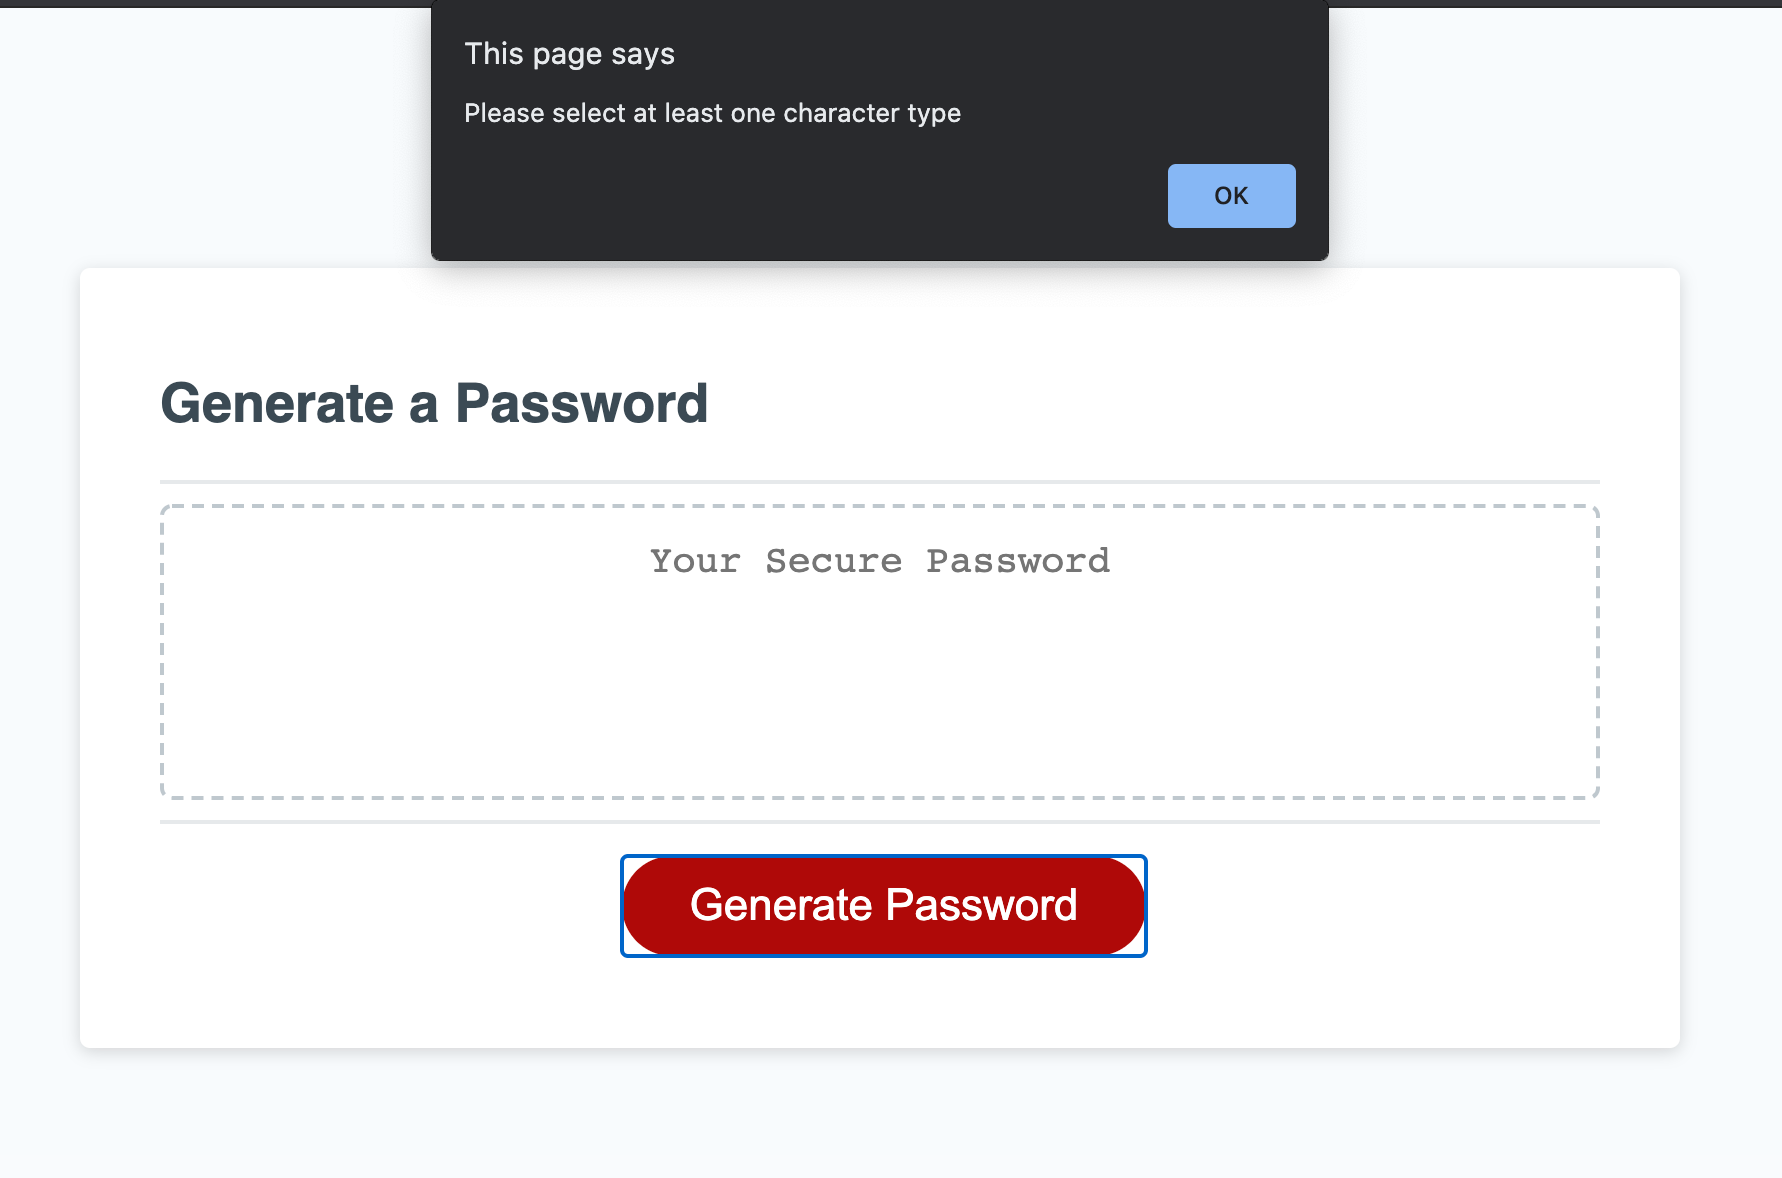 This page says
Please select at least one character type
OK
Generate a Password
Your Secure Password
Generate Password